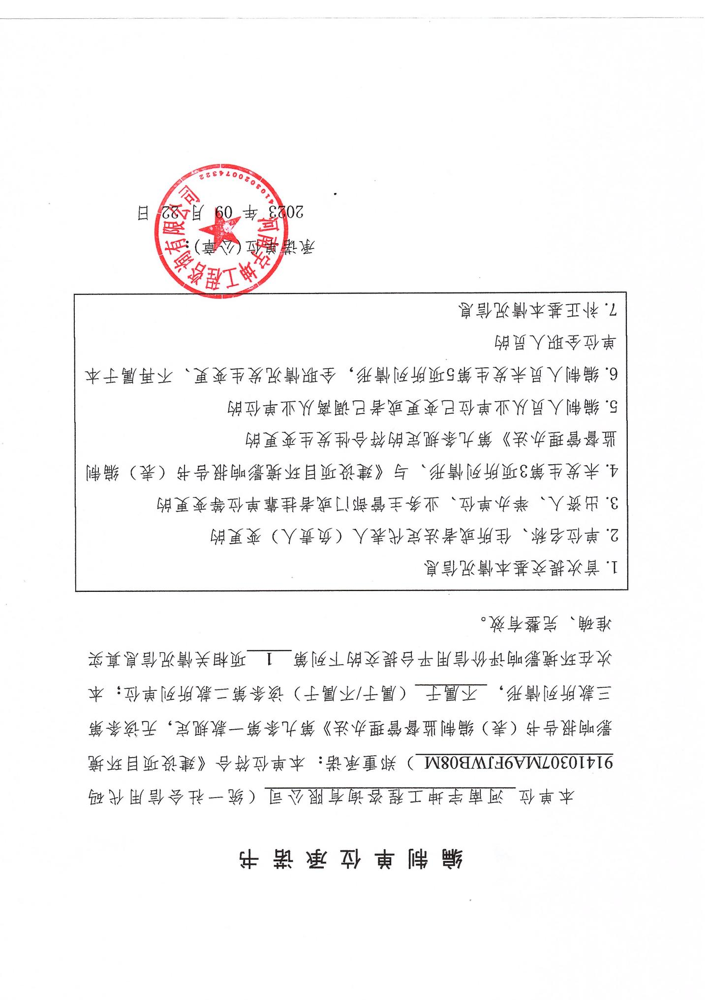 编制单位承诺书
本单位 河南宇坤工程咨询有限公司 （统一社会信用代码
91410307MA9FJWB08M ）郑重承诺：本单位符合《建设项目环境
影响报告书（表）编制监督管理办法》第九条第一款规定，无该条第
三款所列情形， 不属于 （属于/不属于）该条第二款所列单位；本
次在环境影响评价信用平台提交的下列第 1 项相关情况信息真实
准确、完整有效。
1. 首次提交基本情况信息
2. 单位名称、住所或者法定代表人（负责人）变更的
3. 出资人、举办单位、业务主管部门或者挂靠单位等变更的
4. 未发生第3项所列情形、与《建设项目环境影响报告书（表）编制
监督管理办法》第九条规定的符合性发生变更的
5. 编制人员从业单位已变更或者已调离从业单位的
6. 编制人员未发生第5项所列情形，全职情况发生变更、不再属于本
单位全职人员的
7. 补正基本情况信息
承诺单位(公章)：
2023 年 09 月 22 日
河南宇坤工程咨询有限公司
4103020074322